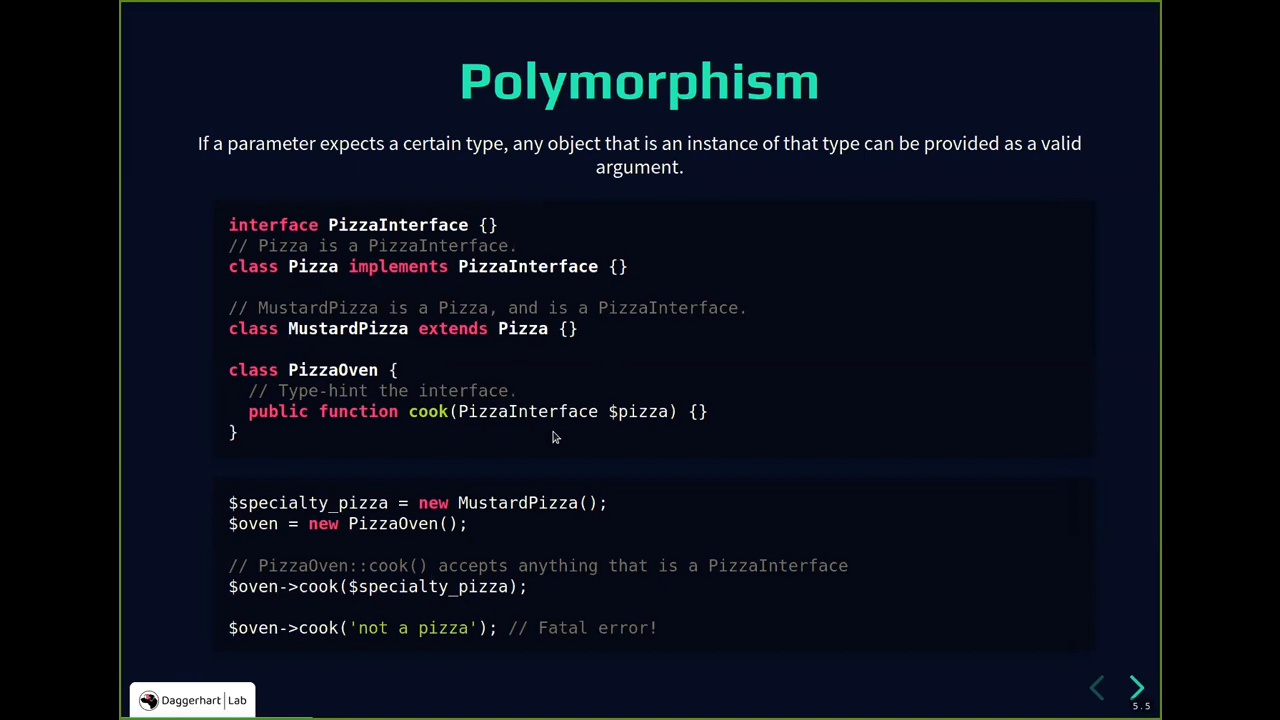 Polymorphism
If a parameter expects a certain type, any object that is an instance of that type can be provided as a valid
argument.
interface PizzaInterface {}
// Pizza is a PizzaInterface.
class Pizza implements PizzaInterface {}
// MustardPizza is a Pizza, and is a PizzaInterface.
class MustardPizza extends Pizza {}
class PizzaOven {
  // Type-hint the interface.
  public function cook(PizzaInterface $pizza) {}
}
$specialty_pizza = new MustardPizza();
$oven = new PizzaOven();
// PizzaOven::cook() accepts anything that is a PizzaInterface
$oven->cook($specialty_pizza);
$oven->cook('not a pizza'); // Fatal error!
Daggerhart|Lab
5.5